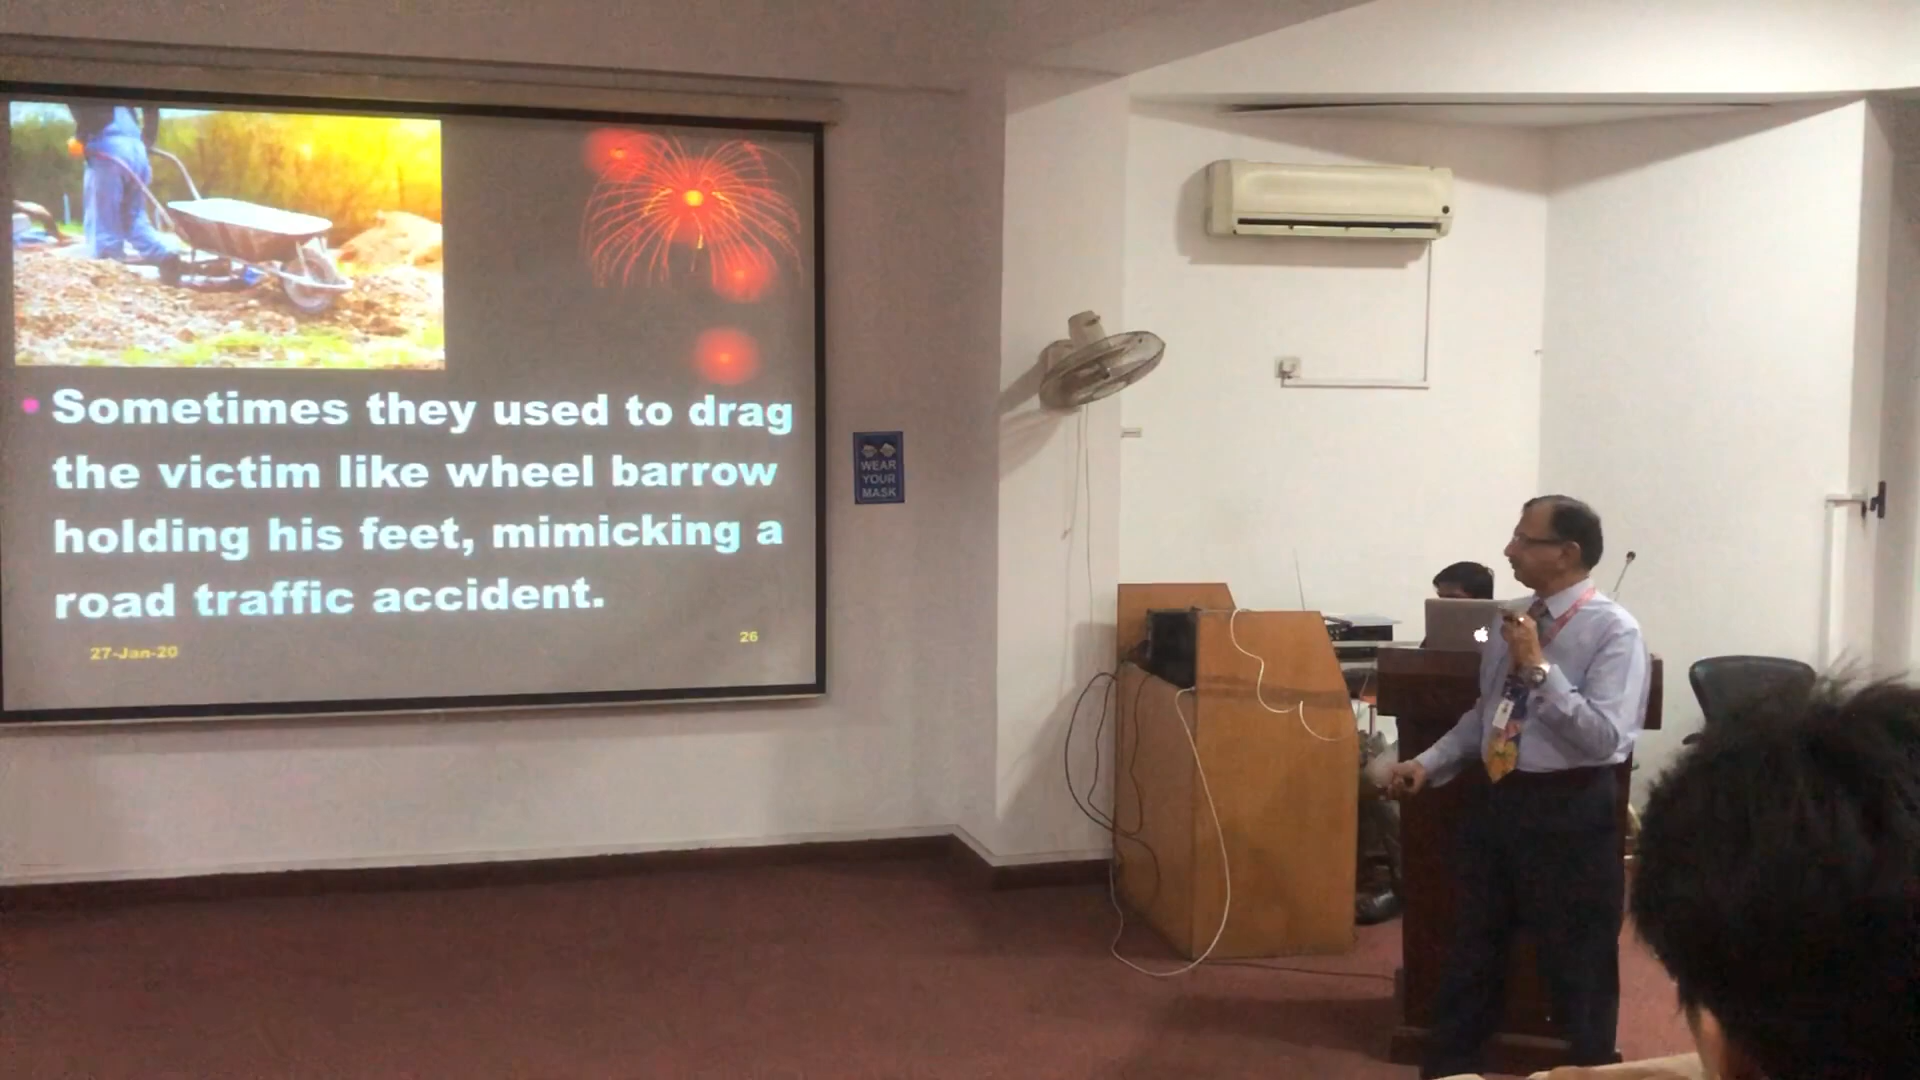 • Sometimes they used to drag
the victim like wheel barrow
holding his feet, mimicking a
road traffic accident.
27-Jan-20
26
WEAR
YOUR
MASK